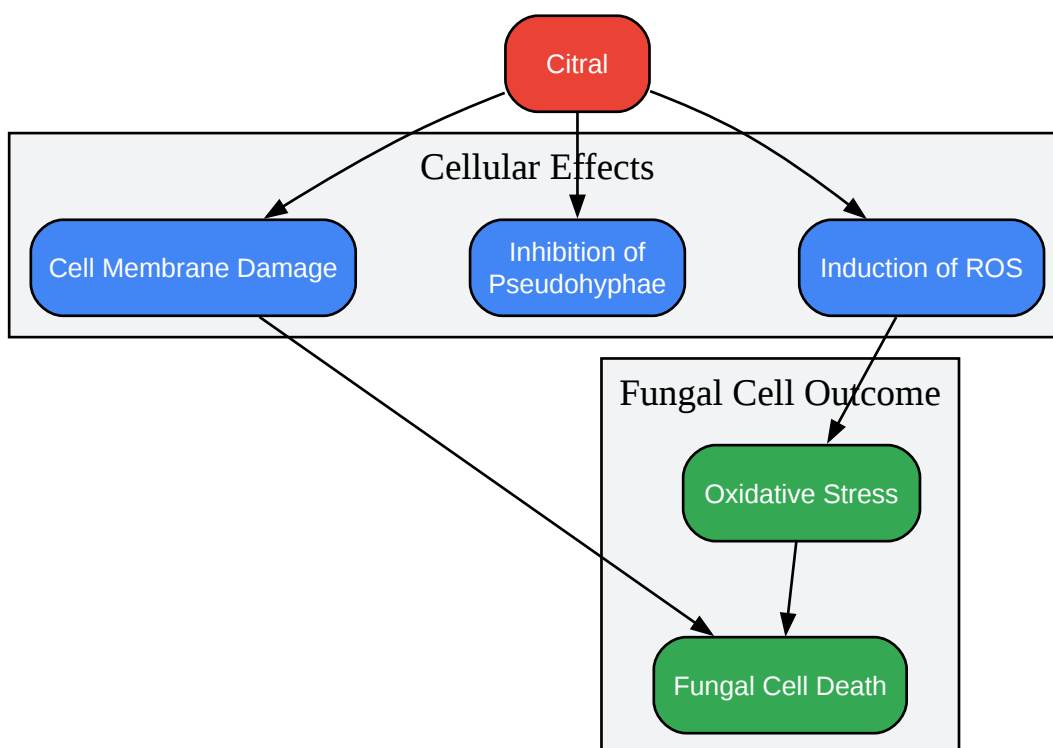 Citral
Cellular Effects
Cell Membrane Damage
Inhibition of
Pseudohyphae
Induction of ROS
Fungal Cell Outcome
Oxidative Stress
Fungal Cell Death